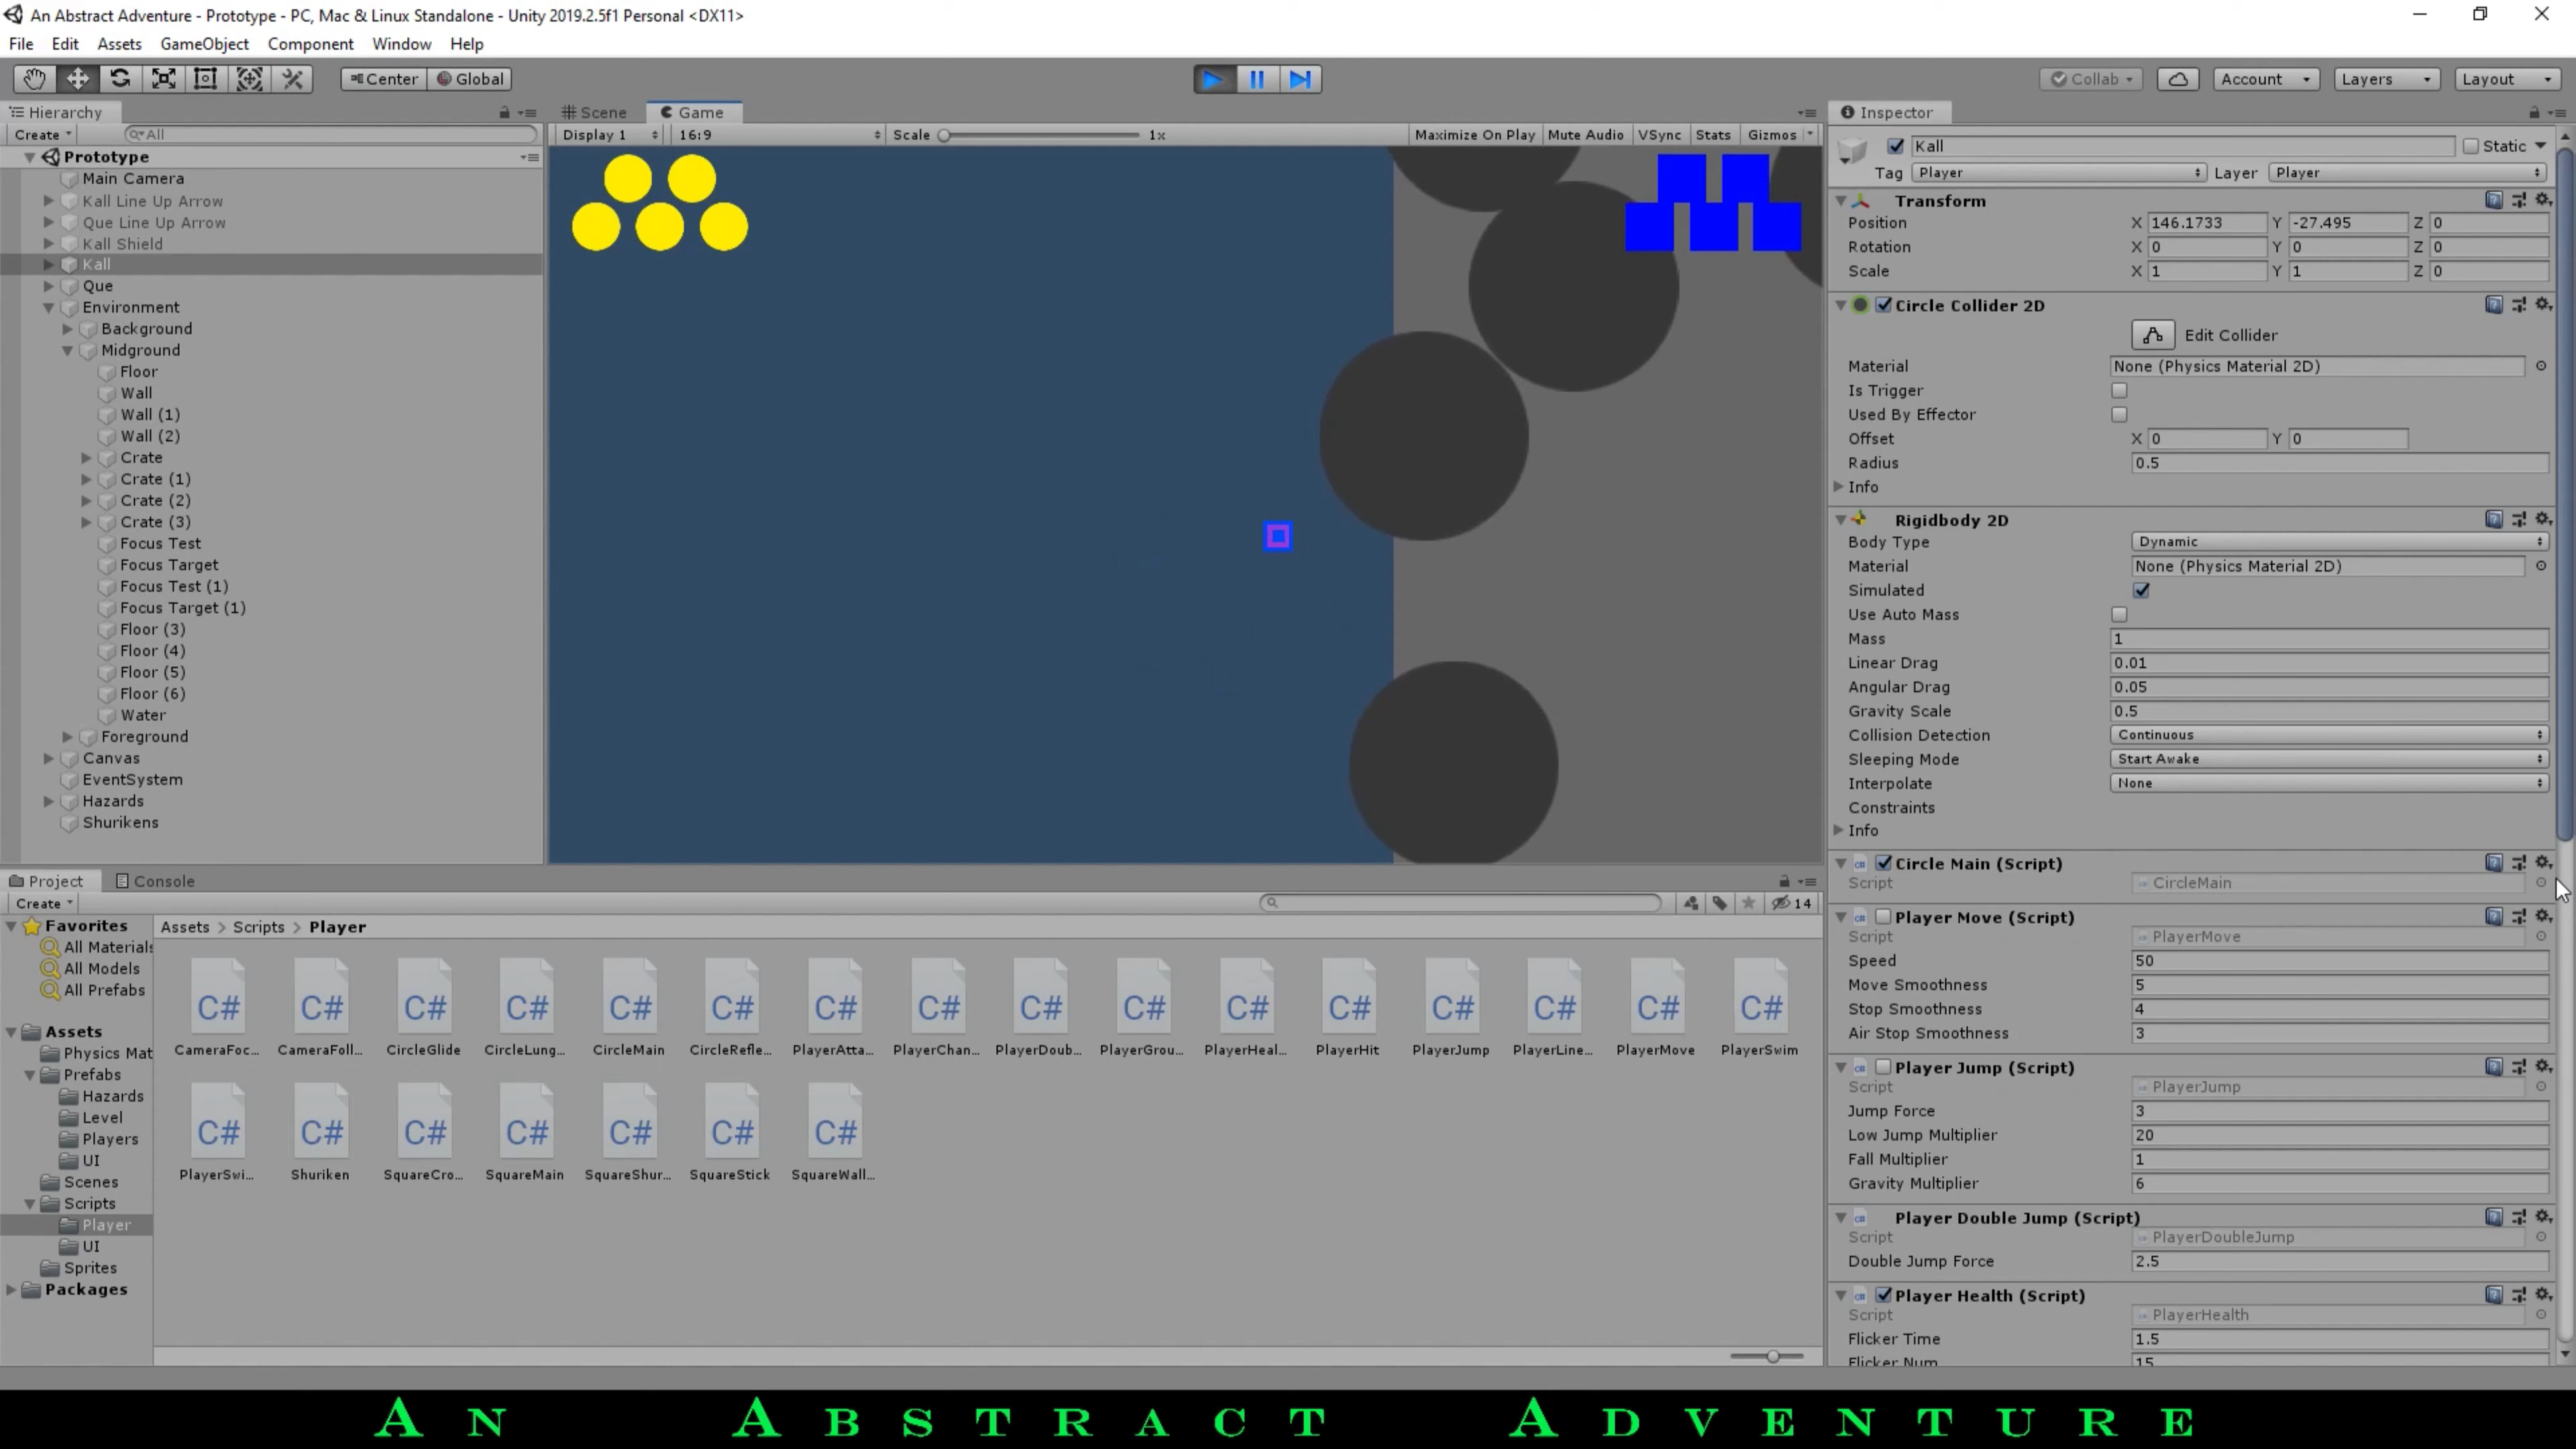 An Abstract Adventure - Prototype - PC, Mac & Linux Standalone - Unity 2019.2.5f1 Personal <DX11>
File Edit Assets GameObject Component Window Help
Center Global Collab Account Layers Layout
Hierarchy
Create All
Prototype
Main Camera
Kall Line Up Arrow
Que Line Up Arrow
Kall Shield
Kall
Que
Environment
Background
Midground
Floor
Wall
Wall (1)
Wall (2)
Crate
Crate (1)
Crate (2)
Crate (3)
Focus Test
Focus Target
Focus Test (1)
Focus Target (1)
Floor (3)
Floor (4)
Floor (5)
Floor (6)
Water
Foreground
Canvas
EventSystem
Hazards
Shurikens
Scene Game
Display 1 16:9 Scale 1x Maximize On Play Mute Audio VSync Stats Gizmos
Inspector
Kall Static
Tag Player Layer Player
Transform
Position X 146.1733 Y -27.495 Z 0
Rotation X 0 Y 0 Z 0
Scale X 1 Y 1 Z 0
Circle Collider 2D
Edit Collider
Material None (Physics Material 2D)
Is Trigger
Used By Effector
Offset X 0 Y 0
Radius 0.5
Info
Rigidbody 2D
Body Type Dynamic
Material None (Physics Material 2D)
Simulated
Use Auto Mass
Mass 1
Linear Drag 0.01
Angular Drag 0.05
Gravity Scale 0.5
Collision Detection Continuous
Sleeping Mode Start Awake
Interpolate None
Constraints
Info
Circle Main (Script)
Script CircleMain
Player Move (Script)
Script PlayerMove
Speed 50
Move Smoothness 5
Stop Smoothness 4
Air Stop Smoothness 3
Player Jump (Script)
Script PlayerJump
Jump Force 3
Low Jump Multiplier 20
Fall Multiplier 1
Gravity Multiplier 6
Player Double Jump (Script)
Script PlayerDoubleJump
Double Jump Force 2.5
Player Health (Script)
Script PlayerHealth
Flicker Time 1.5
Flicker Num 15
Project Console
Create 14
Favorites
All Materials
All Models
All Prefabs
Assets
Physics Mat
Prefabs
Hazards
Level
Players
UI
Scenes
Scripts
Player
UI
Sprites
Packages
Assets > Scripts > Player
C# C# C# C# C# C# C# C# C# C# C# C# C# C# C# C#
CameraFoc... CameraFoll... CircleGlide CircleLung... CircleMain CircleRefle... PlayerAtta... PlayerChan... PlayerDoub... PlayerGrou... PlayerHeal... PlayerHit PlayerJump PlayerLine... PlayerMove PlayerSwim
C# C# C# C# C# C# C#
PlayerSwi... Shuriken SquareCro... SquareMain SquareShur... SquareStick SquareWall...
An Abstract Adventure